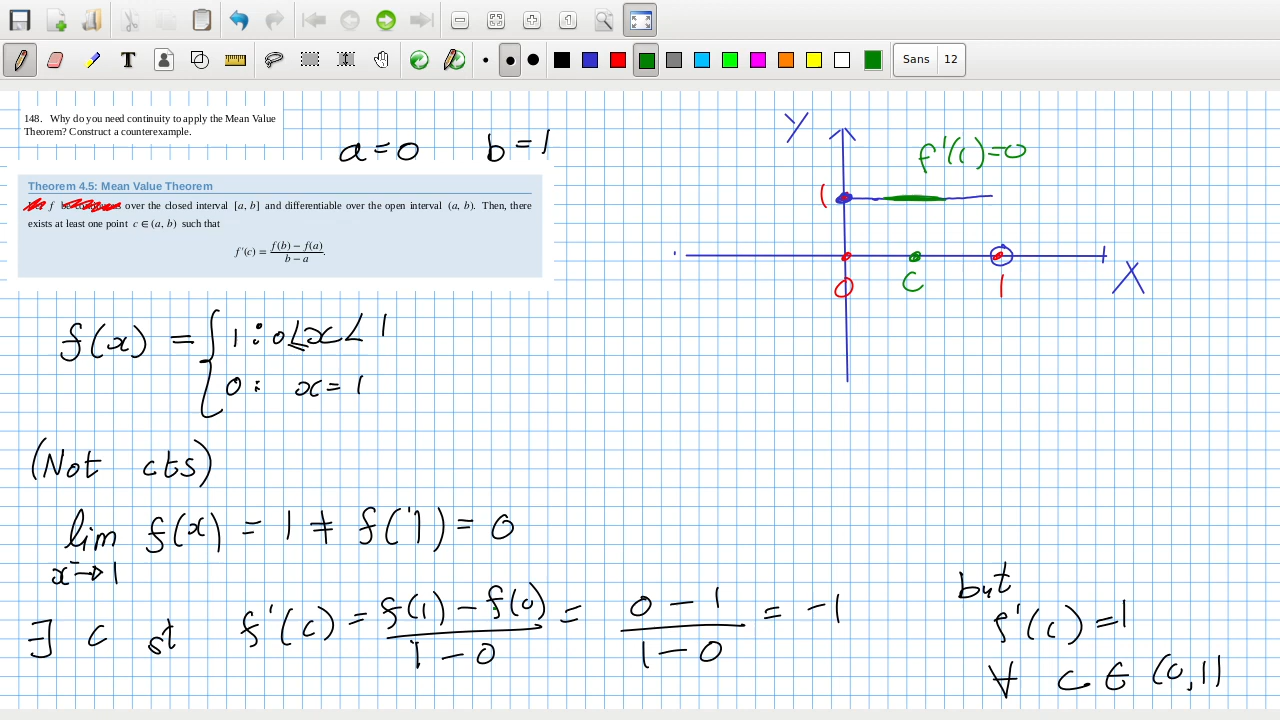 Sans 12
148. Why do you need continuity to apply the Mean Value
Theorem? Construct a counterexample.
a=0 b=1
Theorem 4.5: Mean Value Theorem
f be over the closed interval [a, b] and differentiable over the open interval (a, b). Then, there
exists at least one point c ∈ (a, b) such that
f′(c) = f(b) − f(a) / b − a .
Y
f'(c)=0
1
0 C 1
X
f(x) = { 1 : 0≤x<1
0 : x=1
(Not cts)
lim f(x) = 1 ≠ f(1) = 0
x→1
∃ c st f'(c) = f(1)−f(0) / 1−0 = 0−1 / 1−0 = −1
but
f'(c)=1
∀ c∈(0,1)